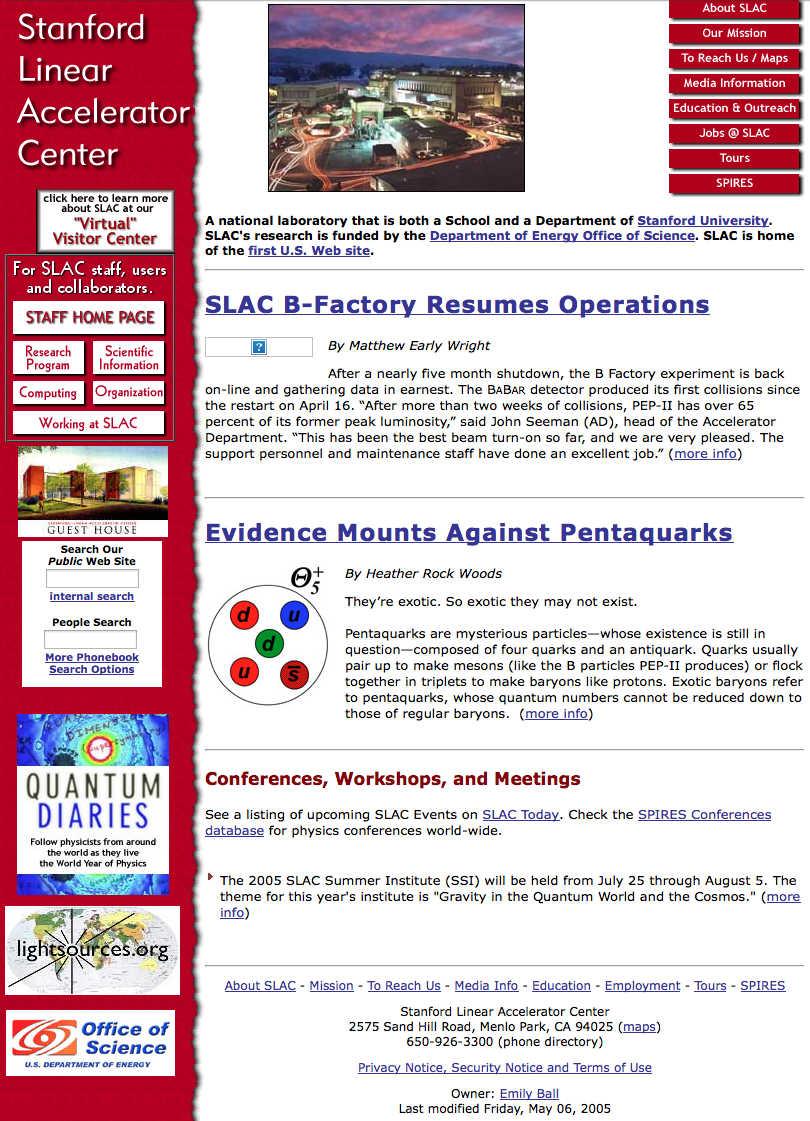 Stanford
Linear
Accelerator
Center
About SLAC
Our Mission
To Reach Us / Maps
Media Information
Education & Outreach
Jobs @ SLAC
Tours
SPIRES
click here to learn more
about SLAC at our
"Virtual"
Visitor Center
For SLAC staff, users
and collaborators.
STAFF HOME PAGE
Research
Program
Scientific
Information
Computing
Organization
Working at SLAC
STANFORD LINEAR ACCELERATOR CENTER
GUEST HOUSE
Search Our
Public Web Site
internal search
People Search
More Phonebook
Search Options
QUANTUM
DIARIES
Follow physicists from around
the world as they live
the World Year of Physics
lightsources.org
Office of
Science
U.S. DEPARTMENT OF ENERGY
A national laboratory that is both a School and a Department of Stanford University.
SLAC's research is funded by the Department of Energy Office of Science. SLAC is home
of the first U.S. Web site.
SLAC B-Factory Resumes Operations
?
By Matthew Early Wright
After a nearly five month shutdown, the B Factory experiment is back
on-line and gathering data in earnest. The BABAR detector produced its first collisions since
the restart on April 16. “After more than two weeks of collisions, PEP-II has over 65
percent of its former peak luminosity,” said John Seeman (AD), head of the Accelerator
Department. “This has been the best beam turn-on so far, and we are very pleased. The
support personnel and maintenance staff have done an excellent job.” (more info)
Evidence Mounts Against Pentaquarks
Θ5+
d
u
d
u
s̅
By Heather Rock Woods
They’re exotic. So exotic they may not exist.
Pentaquarks are mysterious particles—whose existence is still in
question—composed of four quarks and an antiquark. Quarks usually
pair up to make mesons (like the B particles PEP-II produces) or flock
together in triplets to make baryons like protons. Exotic baryons refer
to pentaquarks, whose quantum numbers cannot be reduced down to
those of regular baryons. (more info)
Conferences, Workshops, and Meetings
See a listing of upcoming SLAC Events on SLAC Today. Check the SPIRES Conferences
database for physics conferences world-wide.
The 2005 SLAC Summer Institute (SSI) will be held from July 25 through August 5. The
theme for this year's institute is "Gravity in the Quantum World and the Cosmos." (more
info)
About SLAC - Mission - To Reach Us - Media Info - Education - Employment - Tours - SPIRES
Stanford Linear Accelerator Center
2575 Sand Hill Road, Menlo Park, CA 94025 (maps)
650-926-3300 (phone directory)
Privacy Notice, Security Notice and Terms of Use
Owner: Emily Ball
Last modified Friday, May 06, 2005